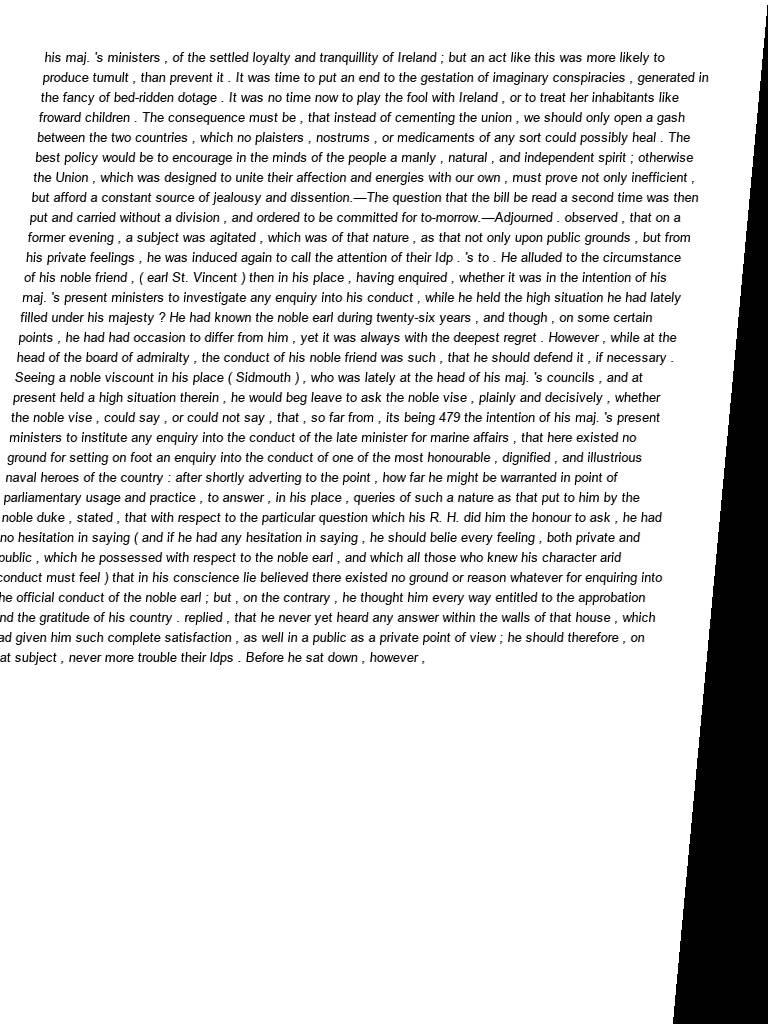 his maj. 's ministers , of the settled loyalty and tranquillity of Ireland ; but an act like this was more likely to
produce tumult , than prevent it . It was time to put an end to the gestation of imaginary conspiracies , generated in
the fancy of bed-ridden dotage . It was no time now to play the fool with Ireland , or to treat her inhabitants like
froward children . The consequence must be , that instead of cementing the union , we should only open a gash
between the two countries , which no plaisters , nostrums , or medicaments of any sort could possibly heal . The
best policy would be to encourage in the minds of the people a manly , natural , and independent spirit ; otherwise
the Union , which was designed to unite their affection and energies with our own , must prove not only inefficient ,
but afford a constant source of jealousy and dissention.—The question that the bill be read a second time was then
put and carried without a division , and ordered to be committed for to-morrow.—Adjourned . observed , that on a
former evening , a subject was agitated , which was of that nature , as that not only upon public grounds , but from
his private feelings , he was induced again to call the attention of their ldp . 's to . He alluded to the circumstance
of his noble friend , ( earl St. Vincent ) then in his place , having enquired , whether it was in the intention of his
maj. 's present ministers to investigate any enquiry into his conduct , while he held the high situation he had lately
filled under his majesty ? He had known the noble earl during twenty-six years , and though , on some certain
points , he had had occasion to differ from him , yet it was always with the deepest regret . However , while at the
head of the board of admiralty , the conduct of his noble friend was such , that he should defend it , if necessary .
Seeing a noble viscount in his place ( Sidmouth ) , who was lately at the head of his maj. 's councils , and at
present held a high situation therein , he would beg leave to ask the noble vise , plainly and decisively , whether
the noble vise , could say , or could not say , that , so far from , its being 479 the intention of his maj. 's present
ministers to institute any enquiry into the conduct of the late minister for marine affairs , that here existed no
ground for setting on foot an enquiry into the conduct of one of the most honourable , dignified , and illustrious
naval heroes of the country : after shortly adverting to the point , how far he might be warranted in point of
parliamentary usage and practice , to answer , in his place , queries of such a nature as that put to him by the
noble duke , stated , that with respect to the particular question which his R. H. did him the honour to ask , he had
no hesitation in saying ( and if he had any hesitation in saying , he should belie every feeling , both private and
public , which he possessed with respect to the noble earl , and which all those who knew his character arid
conduct must feel ) that in his conscience lie believed there existed no ground or reason whatever for enquiring into
he official conduct of the noble earl ; but , on the contrary , he thought him every way entitled to the approbation
nd the gratitude of his country . replied , that he never yet heard any answer within the walls of that house , which
ad given him such complete satisfaction , as well in a public as a private point of view ; he should therefore , on
at subject , never more trouble their ldps . Before he sat down , however ,